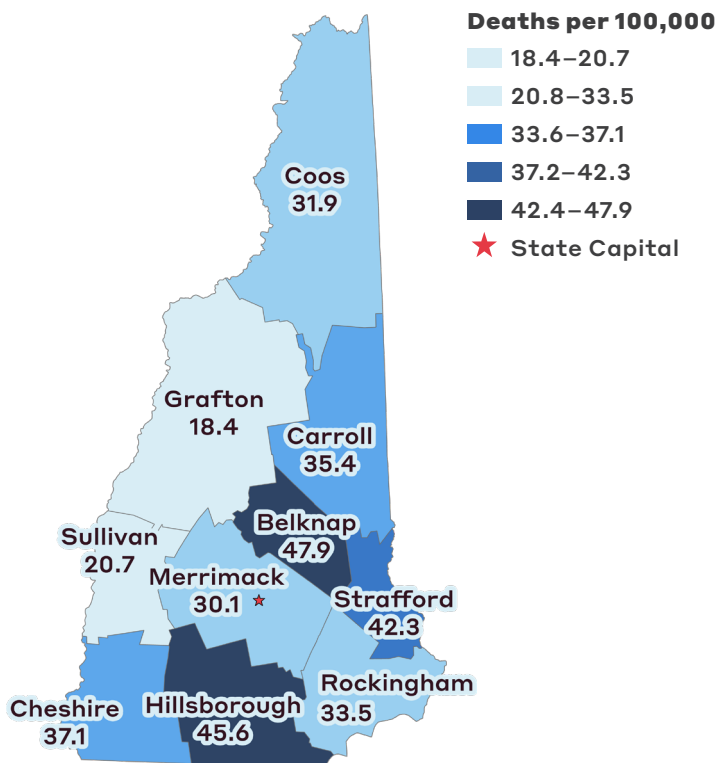 Deaths per 100,000
18.4–20.7
20.8–33.5
33.6–37.1
37.2–42.3
42.4–47.9
State Capital
Coos
31.9
Grafton
18.4
Carroll
35.4
Belknap
47.9
Sullivan
20.7
Merrimack
30.1
Strafford
42.3
Rockingham
33.5
Hillsborough
45.6
Cheshire
37.1